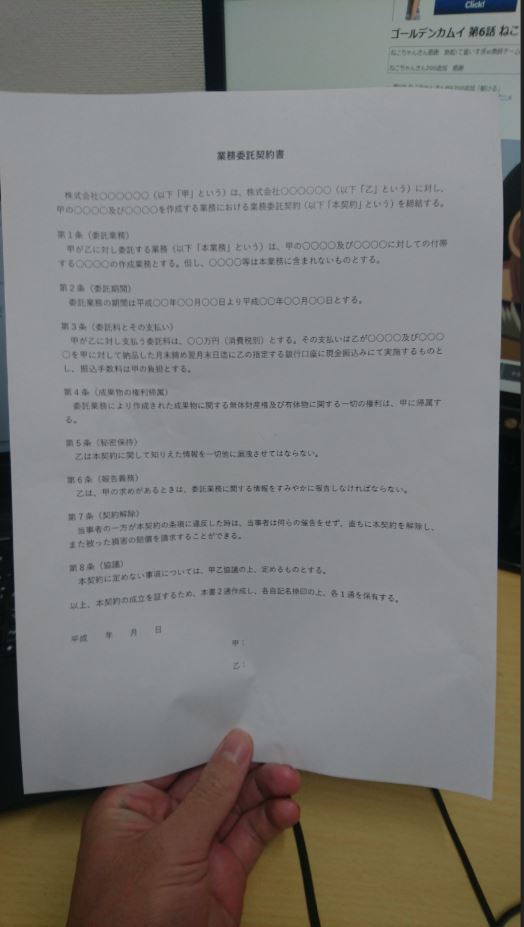 Click!
ゴールデンカムイ 第6話 ねこ
業務委託契約書
株式会社〇〇〇〇〇〇（以下「甲」という）は、株式会社〇〇〇〇〇〇（以下「乙」という）に対し、
甲の〇〇〇〇及び〇〇〇〇を作成する業務における業務委託契約（以下「本契約」という）を締結する。
第１条（委託業務）
甲が乙に対し委託する業務（以下「本業務」という）は、甲の〇〇〇〇及び〇〇〇〇に対しての付帯
する〇〇〇〇の作成業務とする。但し、〇〇〇〇等は本業務に含まれないものとする。
第２条（委託期間）
委託業務の期間は平成〇〇年〇〇月〇〇日より平成〇〇年〇〇月〇〇日とする。
第３条（委託料とその支払い）
甲が乙に対し支払う委託料は、〇〇万円（消費税別）とする。その支払いは乙が〇〇〇〇及び〇〇〇
〇を甲に対して納品した月末締め翌月末日迄に乙の指定する銀行口座に現金振込みにて実施するものと
し、振込手数料は甲の負担とする。
第４条（成果物の権利帰属）
委託業務により作成された成果物に関する無体財産権及び有体物に関する一切の権利は、甲に帰属す
る。
第５条（秘密保持）
乙は本契約に関して知りえた情報を一切他に漏洩させてはならない。
第６条（報告義務）
乙は、甲の求めがあるときは、委託業務に関する情報をすみやかに報告しなければならない。
第７条（契約解除）
当事者の一方が本契約の条項に違反した時は、当事者は何らの催告をせず、直ちに本契約を解除し、
また被った損害の賠償を請求することができる。
第８条（協議）
本契約に定めない事項については、甲乙協議の上、定めるものとする。
以上、本契約の成立を証するため、本書２通作成し、各自記名捺印の上、各１通を保有する。
平成　年　月　日
甲：
乙：